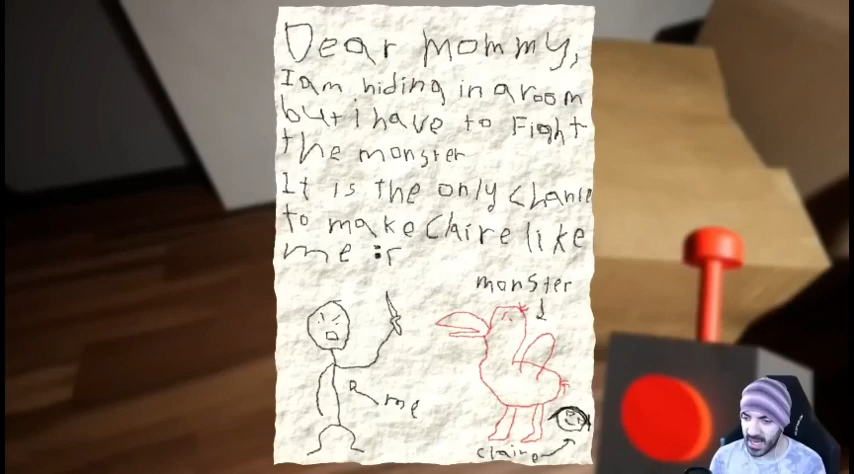 Dear mommy,
I am hiding in a room
but i have to Fight
the monster
It is the only chance
to make Claire like
me :r
monster
me
claire